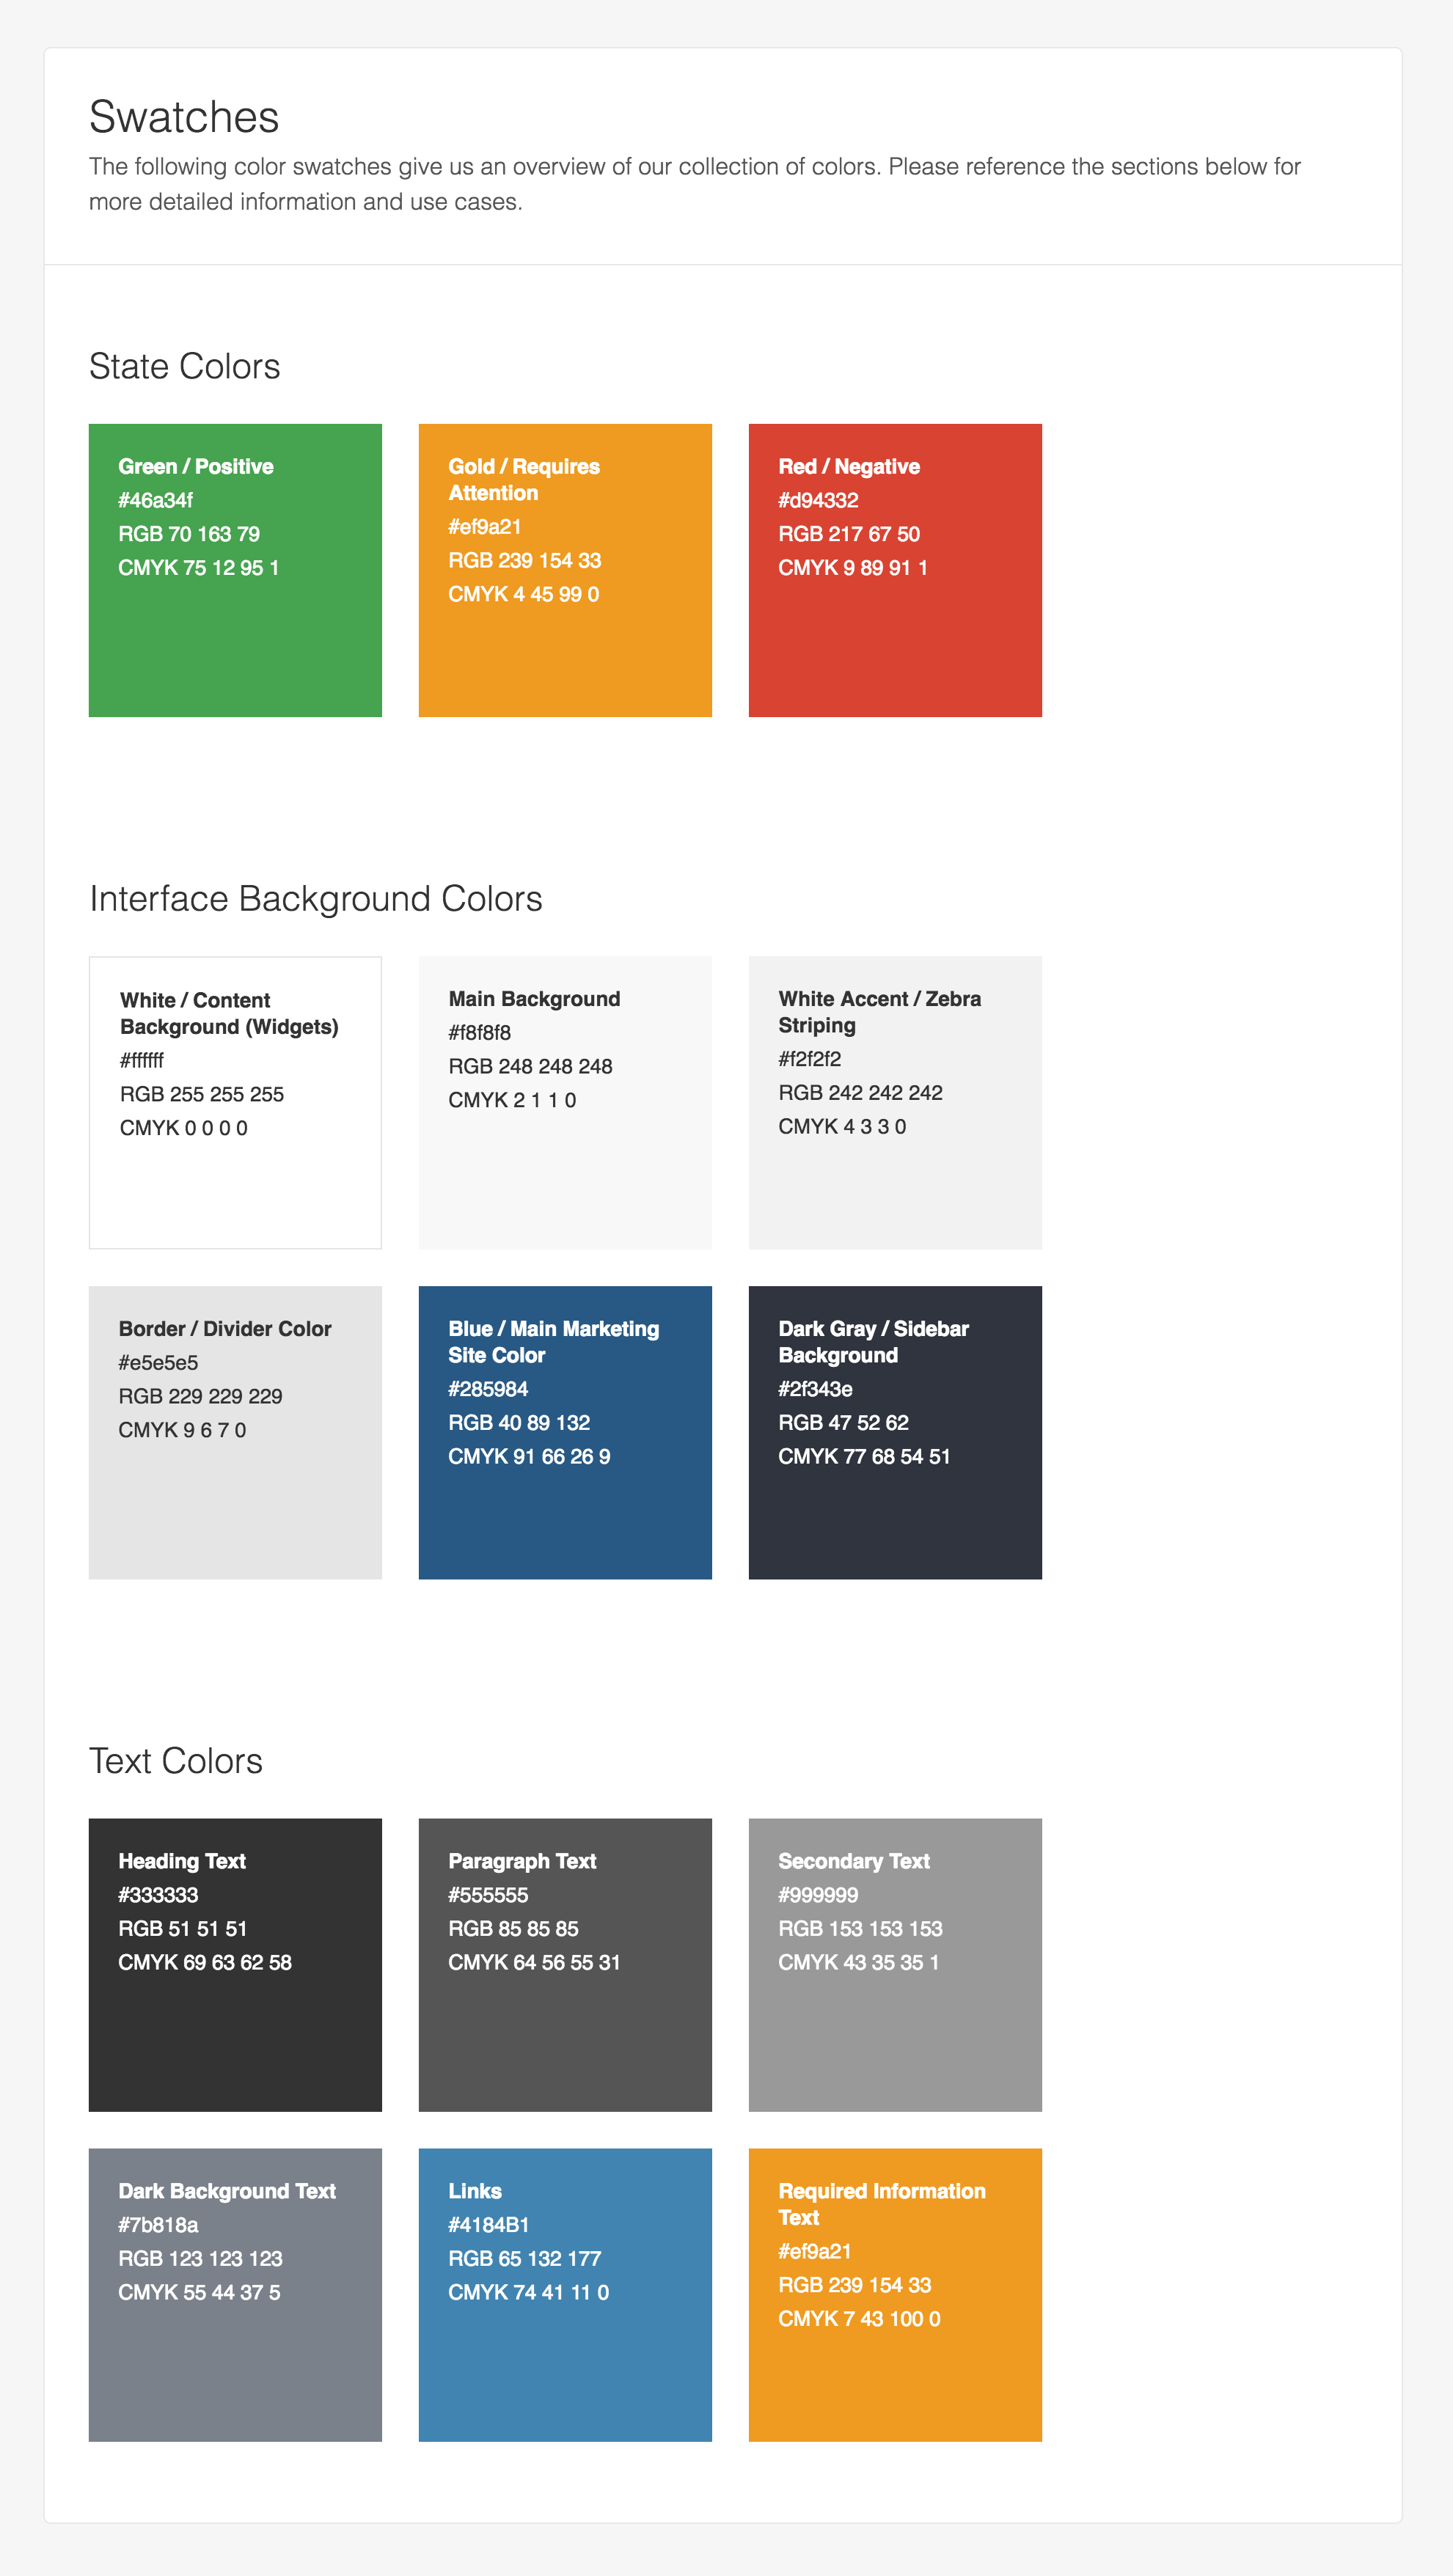 Swatches
The following color swatches give us an overview of our collection of colors. Please reference the sections below for
more detailed information and use cases.
State Colors
Green / Positive
#46a34f
RGB 70 163 79
CMYK 75 12 95 1
Gold / Requires
Attention
#ef9a21
RGB 239 154 33
CMYK 4 45 99 0
Red / Negative
#d94332
RGB 217 67 50
CMYK 9 89 91 1
Interface Background Colors
White / Content
Background (Widgets)
#ffffff
RGB 255 255 255
CMYK 0 0 0 0
Main Background
#f8f8f8
RGB 248 248 248
CMYK 2 1 1 0
White Accent / Zebra
Striping
#f2f2f2
RGB 242 242 242
CMYK 4 3 3 0
Border / Divider Color
#e5e5e5
RGB 229 229 229
CMYK 9 6 7 0
Blue / Main Marketing
Site Color
#285984
RGB 40 89 132
CMYK 91 66 26 9
Dark Gray / Sidebar
Background
#2f343e
RGB 47 52 62
CMYK 77 68 54 51
Text Colors
Heading Text
#333333
RGB 51 51 51
CMYK 69 63 62 58
Paragraph Text
#555555
RGB 85 85 85
CMYK 64 56 55 31
Secondary Text
#999999
RGB 153 153 153
CMYK 43 35 35 1
Dark Background Text
#7b818a
RGB 123 123 123
CMYK 55 44 37 5
Links
#4184B1
RGB 65 132 177
CMYK 74 41 11 0
Required Information
Text
#ef9a21
RGB 239 154 33
CMYK 7 43 100 0